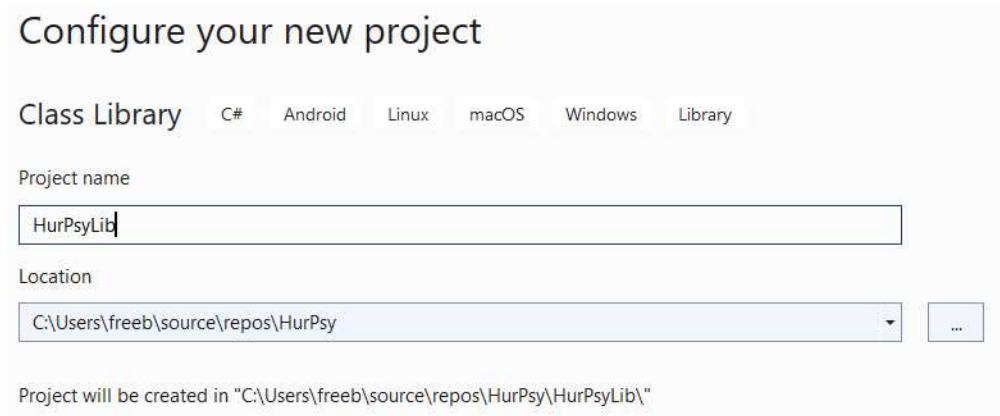 Configure your new project
Class Library C# Android Linux macOS Windows Library
Project name
HurPsyLib
Location
C:\Users\freeb\source\repos\HurPsy ...
Project will be created in "C:\Users\freeb\source\repos\HurPsy\HurPsyLib\"